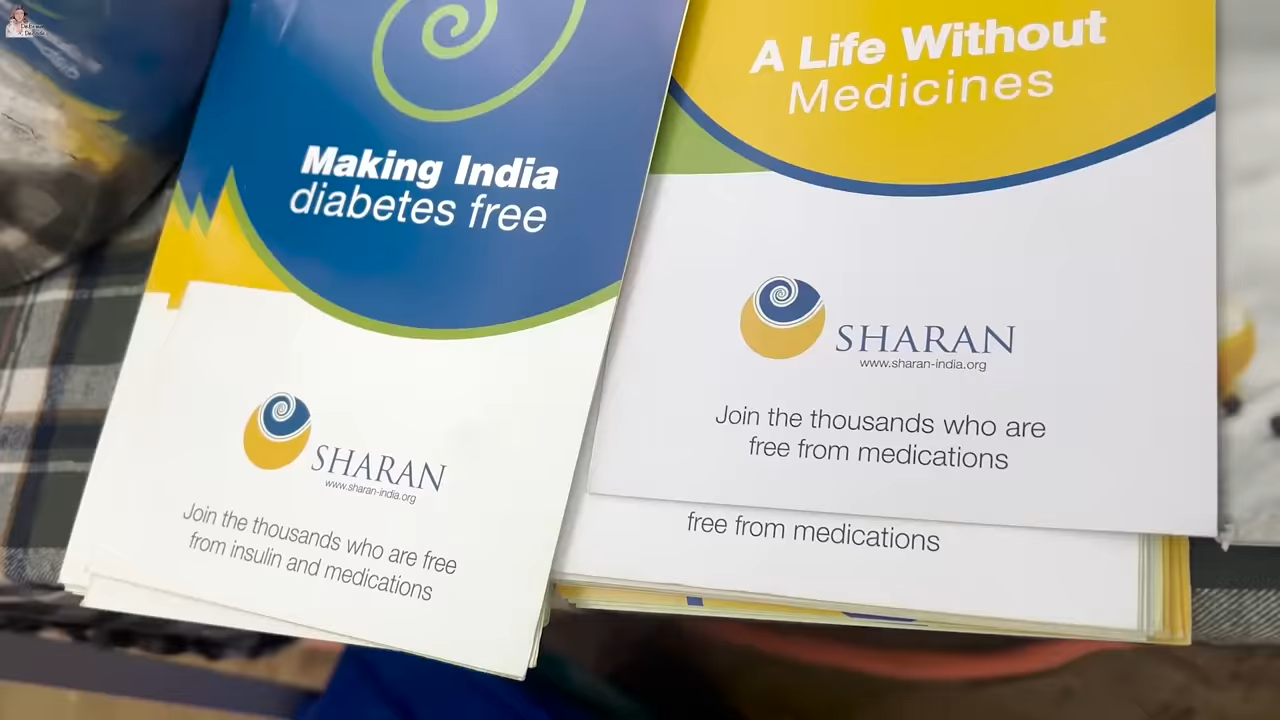 Making India
diabetes free
SHARAN
www.sharan-india.org
Join the thousands who are free
from insulin and medications
A Life Without
Medicines
SHARAN
www.sharan-india.org
Join the thousands who are
free from medications
free from medications